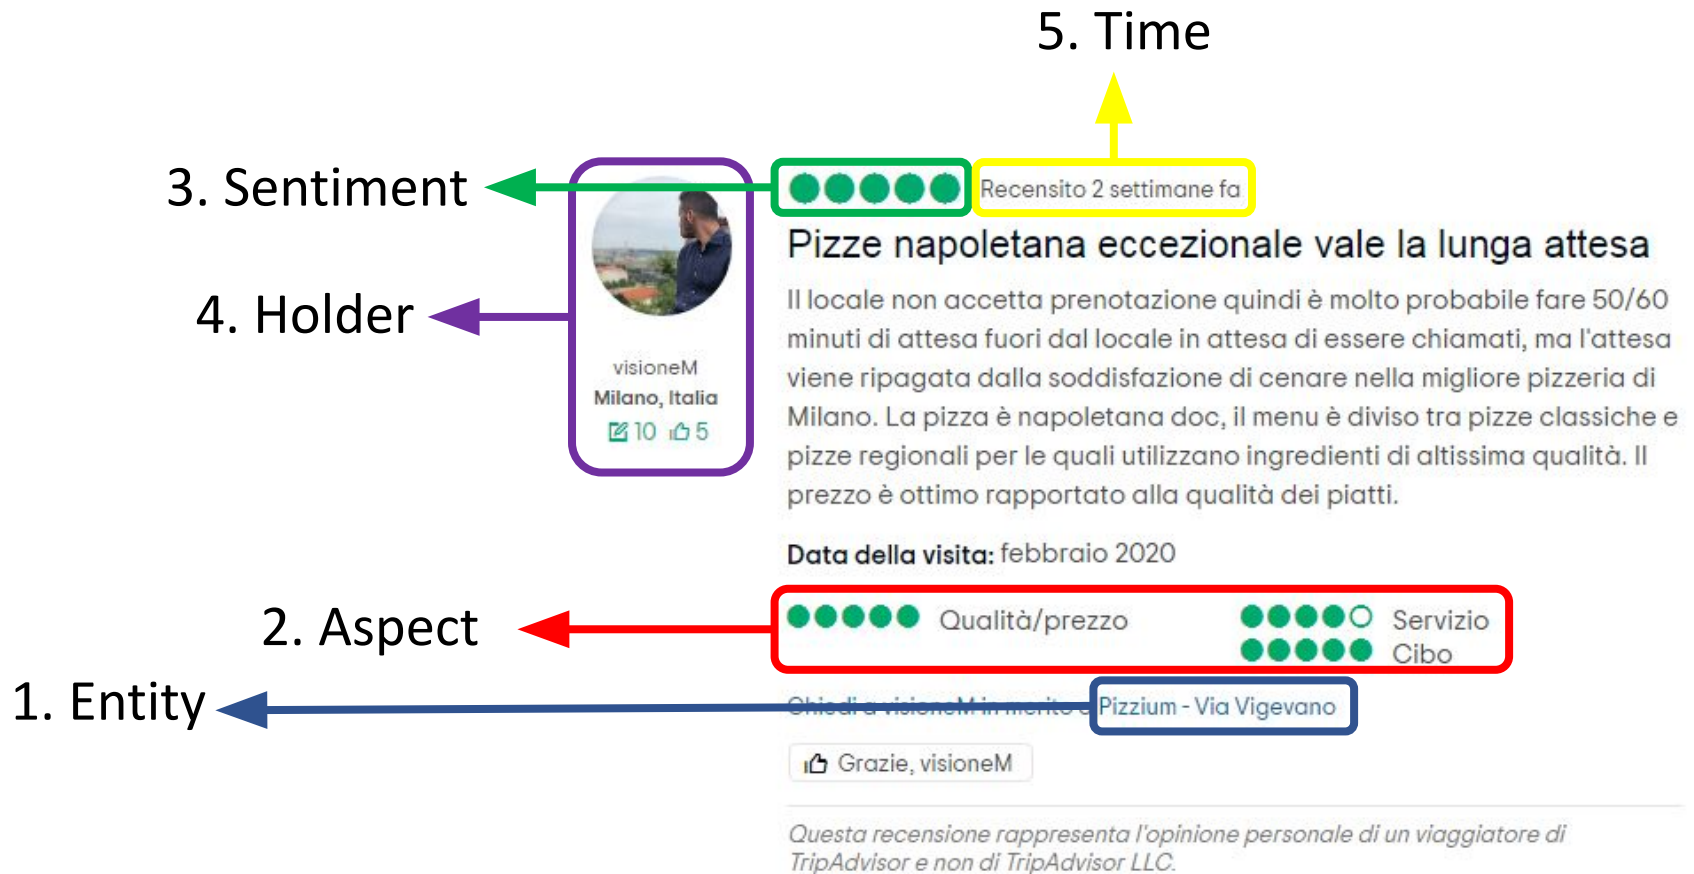 5. Time
3. Sentiment
Recensito 2 settimane fa
Pizze napoletana eccezionale vale la lunga attesa
4. Holder
visioneM
Milano, Italia
10 5
Il locale non accetta prenotazione quindi è molto probabile fare 50/60
minuti di attesa fuori dal locale in attesa di essere chiamati, ma l'attesa
viene ripagata dalla soddisfazione di cenare nella migliore pizzeria di
Milano. La pizza è napoletana doc, il menu è diviso tra pizze classiche e
pizze regionali per le quali utilizzano ingredienti di altissima qualità. Il
prezzo è ottimo rapportato alla qualità dei piatti.
Data della visita: febbraio 2020
2. Aspect
Qualità/prezzo Servizio
Cibo
1. Entity
Chiedi a visioneM in merito a Pizzium - Via Vigevano
Grazie, visioneM
Questa recensione rappresenta l'opinione personale di un viaggiatore di
TripAdvisor e non di TripAdvisor LLC.